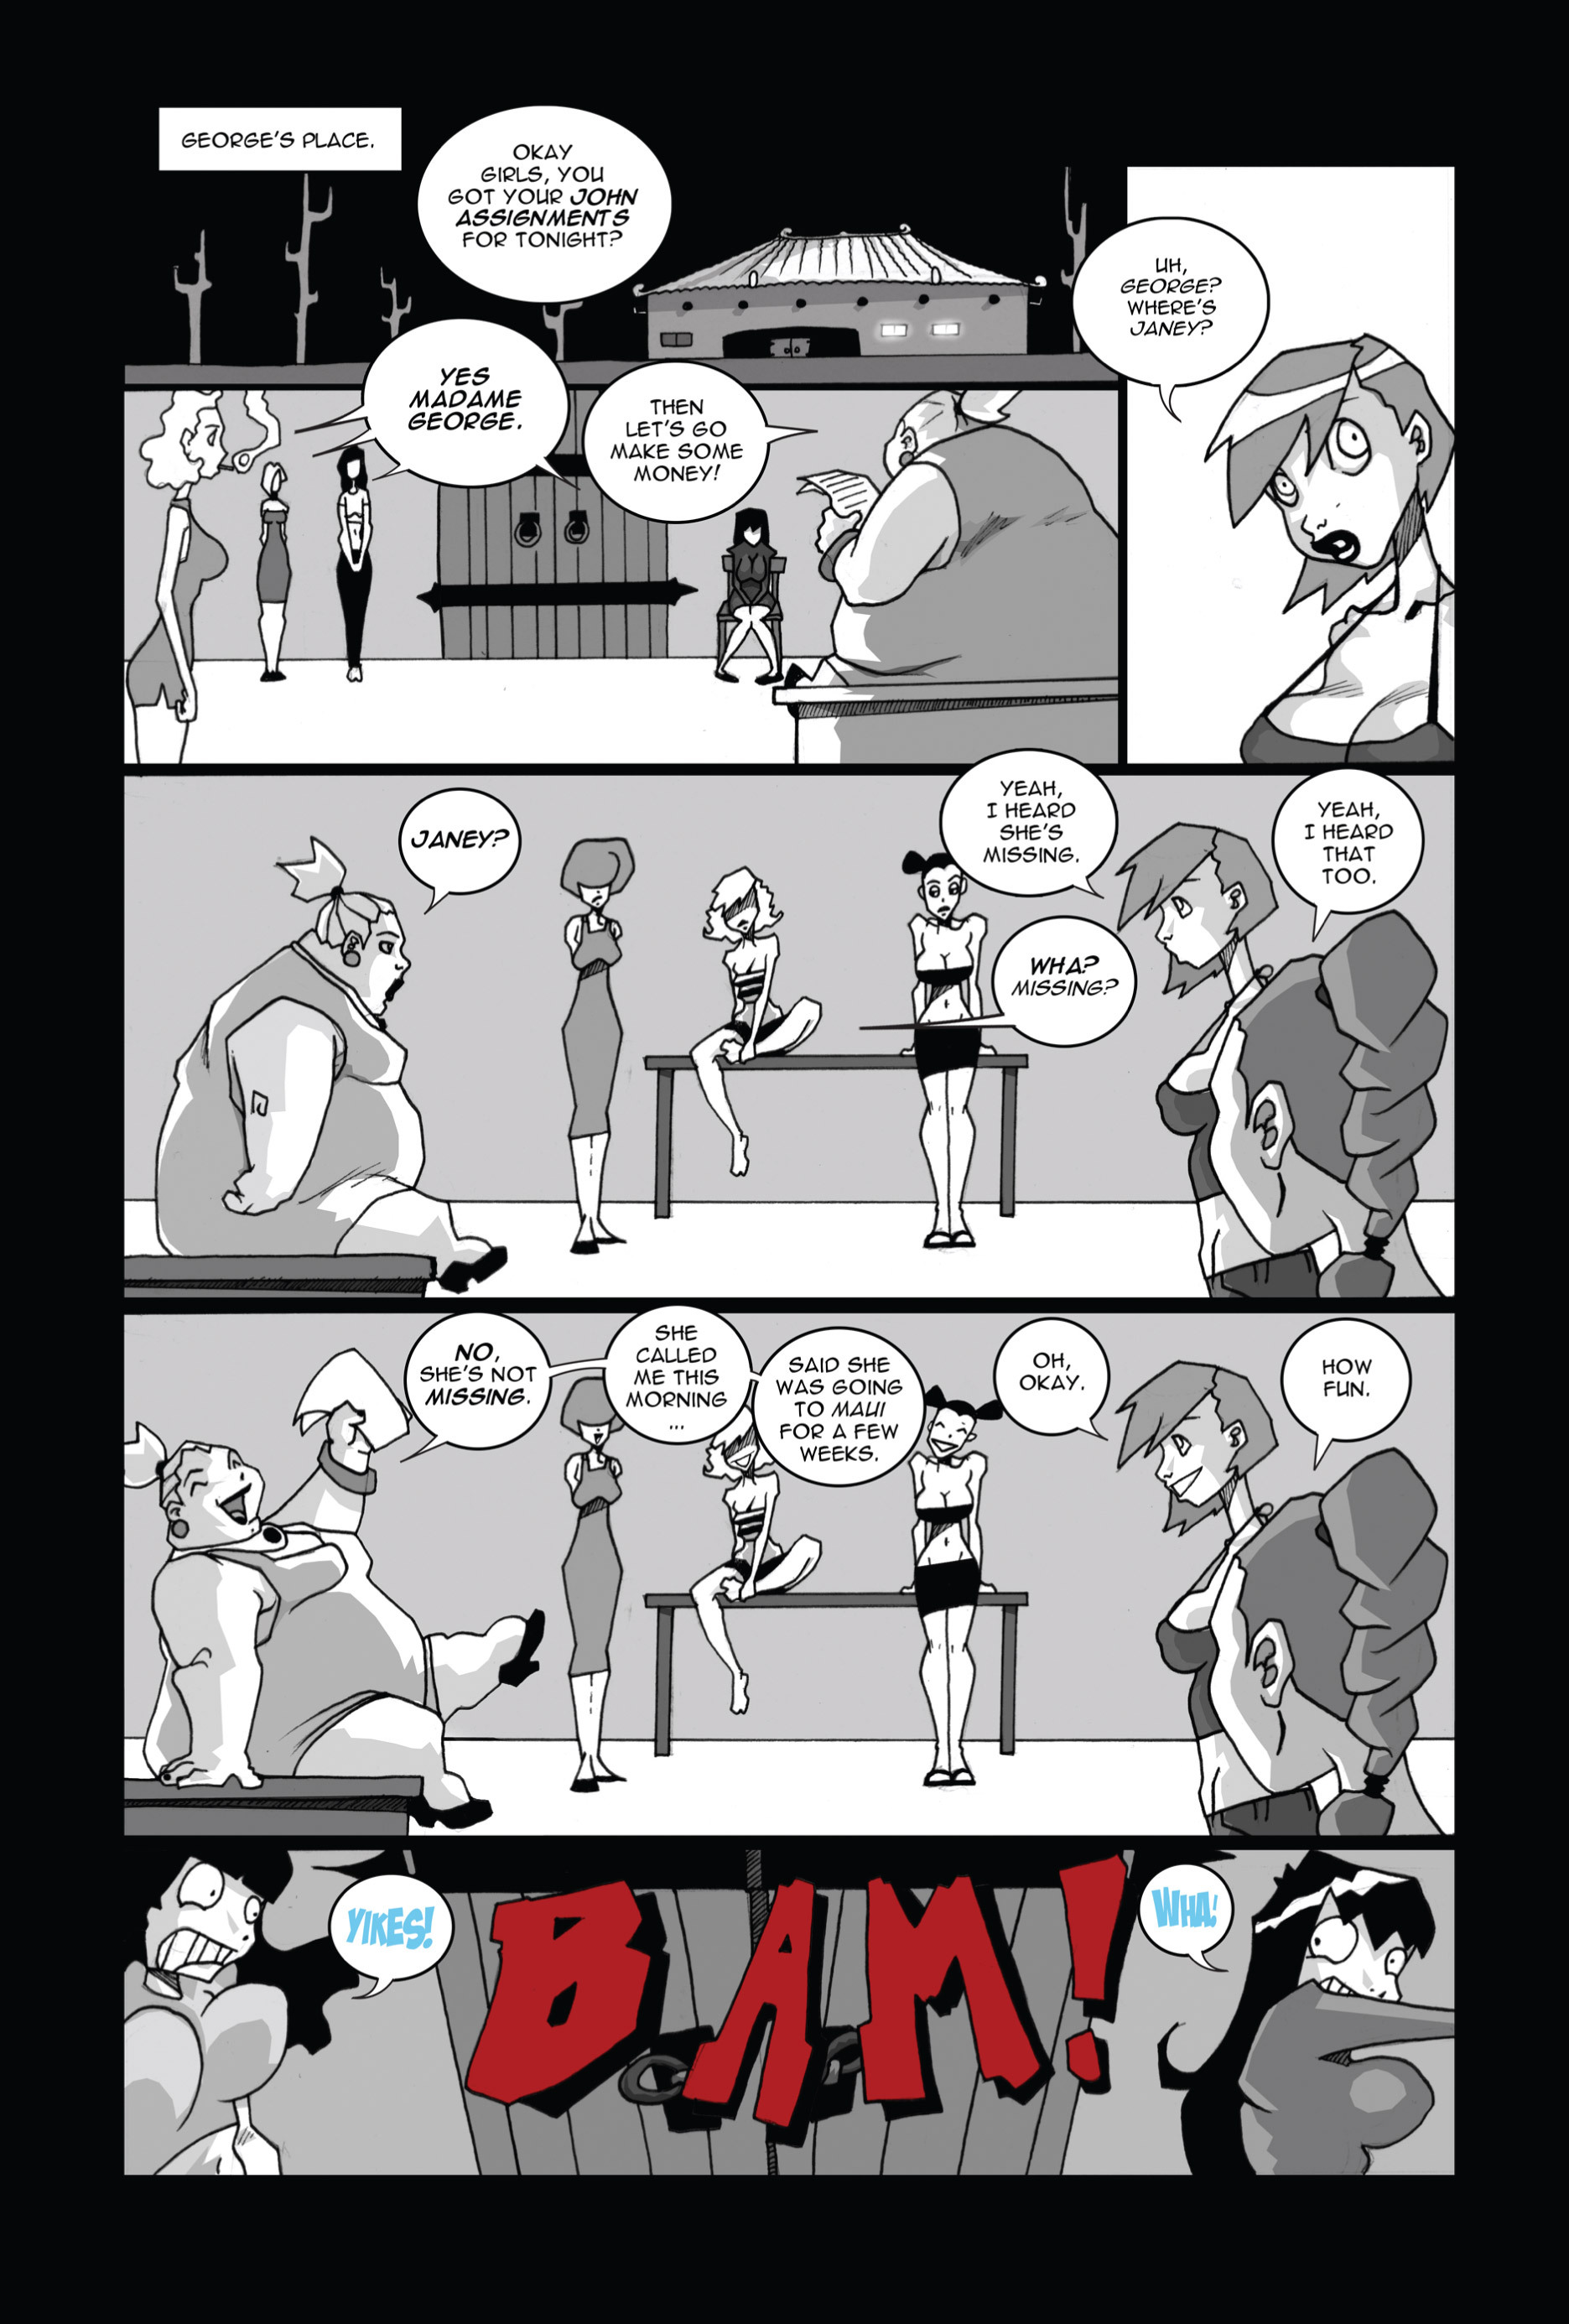 GEORGE'S PLACE.
OKAY
GIRLS, YOU
GOT YOUR JOHN
ASSIGNMENTS
FOR TONIGHT?
YES
MADAME
GEORGE.
THEN
LET'S GO
MAKE SOME
MONEY!
UH,
GEORGE?
WHERE'S
JANEY?
JANEY?
YEAH,
I HEARD
SHE'S
MISSING.
YEAH,
I HEARD
THAT
TOO.
WHA?
MISSING?
NO,
SHE'S NOT
MISSING.
SHE
CALLED
ME THIS
MORNING
...
SAID SHE
WAS GOING
TO MAUI
FOR A FEW
WEEKS.
OH,
OKAY.
HOW
FUN.
YIKES!
BAM!
WHA!